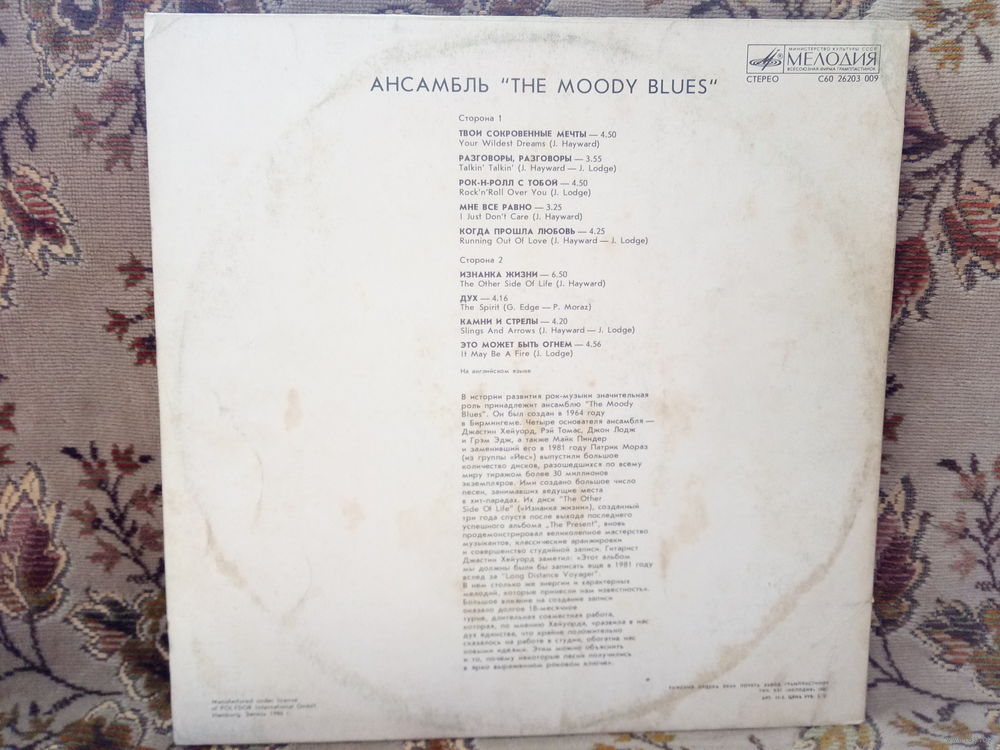 МИНИСТЕРСТВО КУЛЬТУРЫ СССР
МЕЛОДИЯ
ВСЕСОЮЗНАЯ ФИРМА ГРАМПЛАСТИНОК
СТЕРЕО С60 26203 009
АНСАМБЛЬ "THE MOODY BLUES"
Сторона 1
ТВОИ СОКРОВЕННЫЕ МЕЧТЫ — 4.50
Your Wildest Dreams (J. Hayward)
РАЗГОВОРЫ, РАЗГОВОРЫ — 3.55
Talkin' Talkin' (J. Hayward — J. Lodge)
РОК-Н-РОЛЛ С ТОБОЙ — 4.50
Rock'n'Roll Over You (J. Lodge)
МНЕ ВСЕ РАВНО — 3.25
I Just Don't Care (J. Hayward)
КОГДА ПРОШЛА ЛЮБОВЬ — 4.25
Running Out Of Love (J. Hayward — J. Lodge)
Сторона 2
ИЗНАНКА ЖИЗНИ — 6.50
The Other Side Of Life (J. Hayward)
ДУХ — 4.16
The Spirit (G. Edge — P. Moraz)
КАМНИ И СТРЕЛЫ — 4.20
Slings And Arrows (J. Hayward — J. Lodge)
ЭТО МОЖЕТ БЫТЬ ОГНЕМ — 4.56
It May Be A Fire (J. Lodge)
На английском языке
В истории развития рок-музыки значительная
роль принадлежит ансамблю "The Moody
Blues". Он был создан в 1964 году
в Бирмингеме. Четыре основателя ансамбля —
Джастин Хейуорд, Рэй Томас, Джон Лодж
и Грэм Эдж, а также Майк Пиндер
и заменивший его в 1981 году Патрик Мораз
(из группы «Йес») выпустили большое
количество дисков, разошедшихся по всему
миру тиражом более 30 миллионов
экземпляров. Ими создано большое число
песен, занимавших ведущие места
в хит-парадах. Их диск "The Other
Side Of Life" («Изнанка жизни»), созданный
три года спустя после выхода последнего
успешного альбома „The Present", вновь
продемонстрировал великолепное мастерство
музыкантов, классические аранжировки
и совершенство студийной записи. Гитарист
Джастин Хейуорд заметил: «Этот альбом
мы должны были бы записать еще в 1981 году
вслед за "Long Distance Voyager".
В нем столько же энергии и характерных
мелодий, которые принесли нам известность».
Большое влияние на создание записи
оказало долгое 18-месячное
турне, длительная совместная работа,
которая, по мнению Хейуорда, «развила в нас
дух единства, что крайне положительно
сказалось на работе в студии, обогатив нас
новыми идеями. Этим можно объяснить
и то, почему некоторые песни получились
в ярко выраженном роковом ключе».
Manufactured under license
of POLYDOR International GmbH,
Hamburg. Series 1986